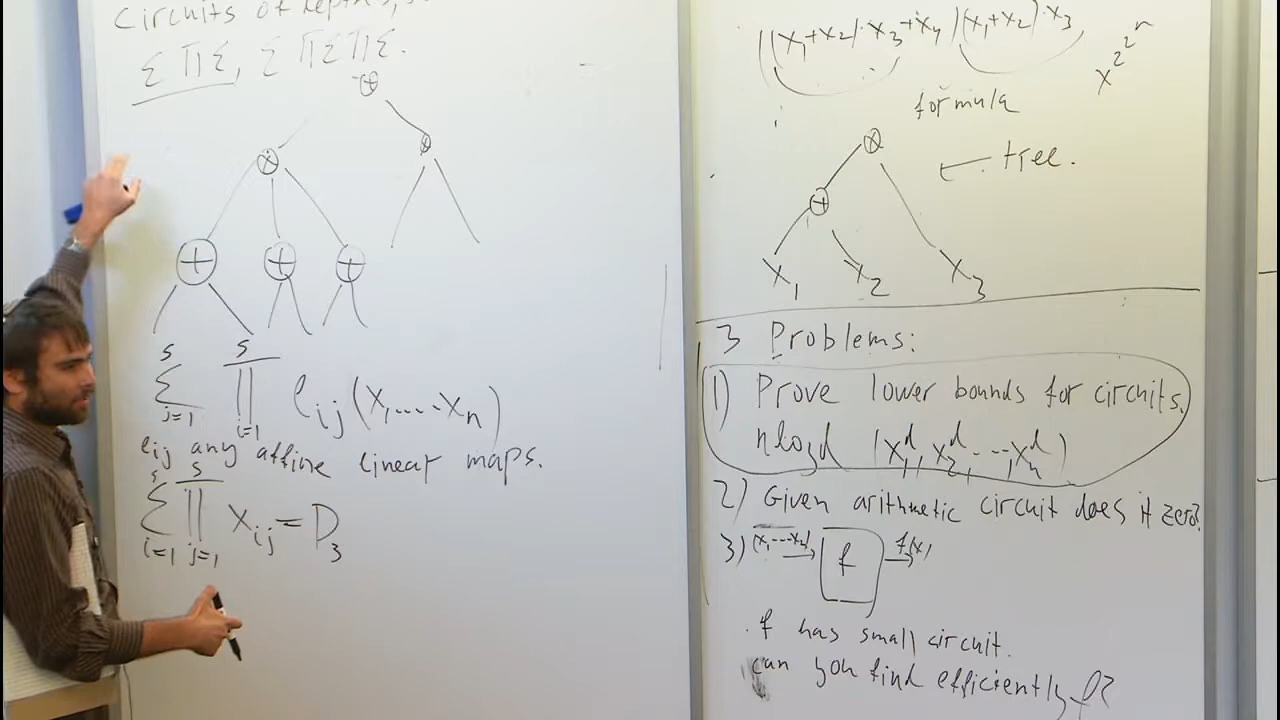 Circuits of depth 3,
Σ Π Σ, Σ Π Σ Π Σ.
⊕
⊗ ⊗
⊕ ⊕ ⊕
s s
Σ Π l_ij (x_1, .... x_n)
j=1 i=1
l_ij any affine linear maps.
s s
Σ Π x_ij = P_3
i=1 j=1
((x_1+x_2)·x_3+x_4)(x_1+x_2)·x_3
x^2^2^n
formula
⊗ ← tree.
⊕
x_1 x_2 x_3
3 Problems:
1) Prove lower bounds for circuits.
nlogd (x_1^d, x_2^d, ..., x_n^d)
2) Given arithmetic circuit does it zero?
3) (x_1, ... x_n) → f → f(x)
f has small circuit.
can you find efficiently f?